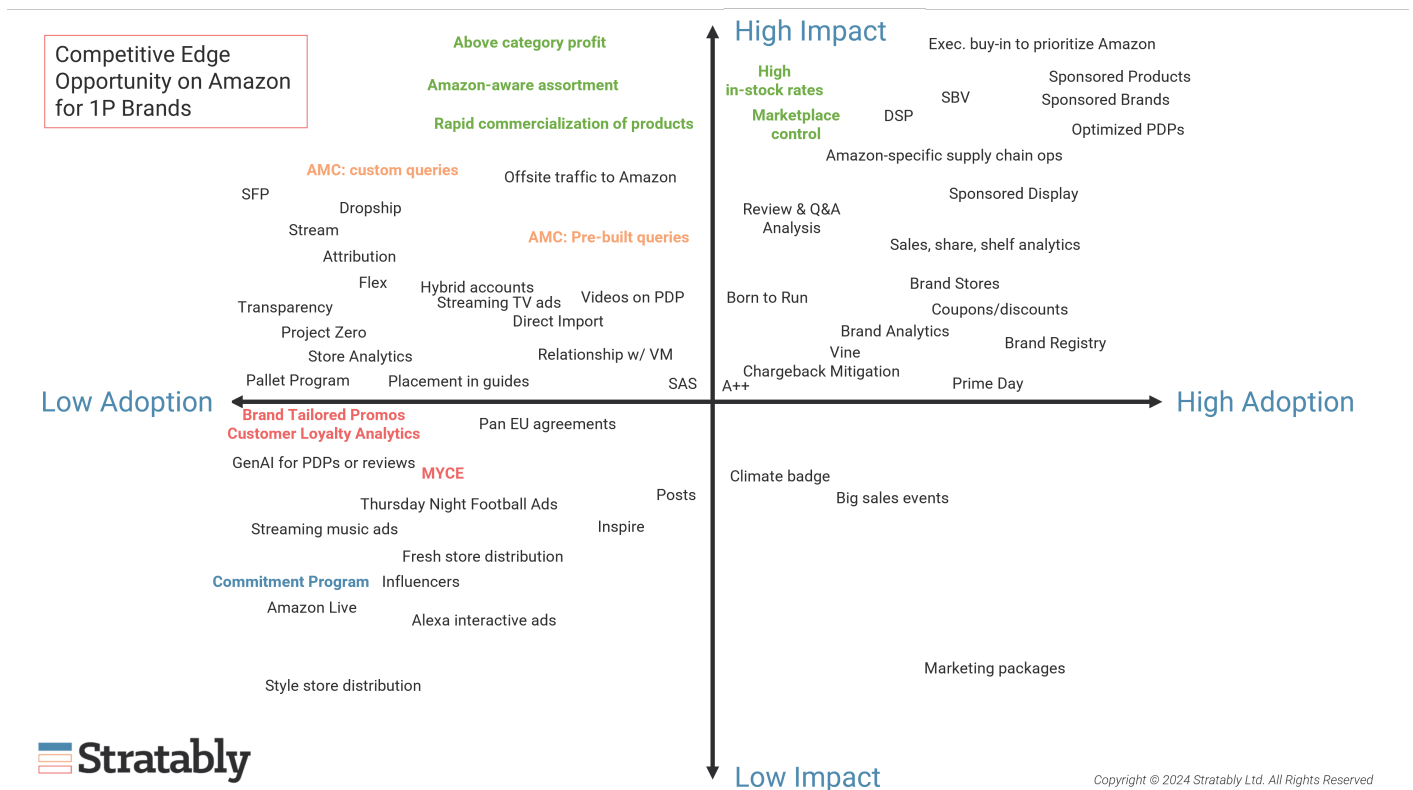 Competitive Edge
Opportunity on Amazon
for 1P Brands
High Impact
Above category profit
Exec. buy-in to prioritize Amazon
High
in-stock rates
Sponsored Products
Amazon-aware assortment
SBV
Sponsored Brands
DSP
Marketplace
control
Rapid commercialization of products
Optimized PDPs
Amazon-specific supply chain ops
AMC: custom queries
Offsite traffic to Amazon
SFP
Sponsored Display
Dropship
Review & Q&A
Analysis
Stream
AMC: Pre-built queries
Sales, share, shelf analytics
Attribution
Flex
Hybrid accounts
Brand Stores
Streaming TV ads
Videos on PDP
Born to Run
Transparency
Coupons/discounts
Direct Import
Project Zero
Brand Analytics
Brand Registry
Store Analytics
Relationship w/ VM
Vine
Chargeback Mitigation
Pallet Program
Placement in guides
SAS
A++
Prime Day
Low Adoption
High Adoption
Brand Tailored Promos
Customer Loyalty Analytics
Pan EU agreements
GenAI for PDPs or reviews
MYCE
Climate badge
Posts
Big sales events
Thursday Night Football Ads
Streaming music ads
Inspire
Fresh store distribution
Commitment Program
Influencers
Amazon Live
Alexa interactive ads
Marketing packages
Style store distribution
Stratably
Low Impact
Copyright © 2024 Stratably Ltd. All Rights Reserved